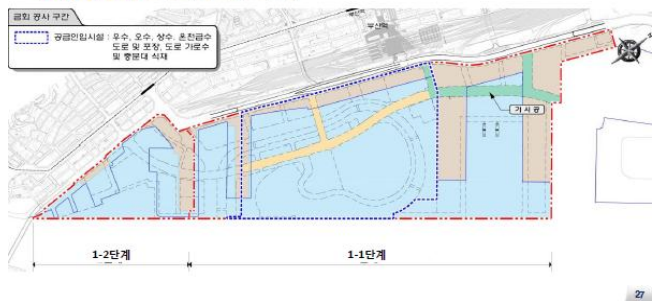 금회 공사 구간
공급인입시설 : 우수, 오수, 상수, 온천급수
도로 및 포장, 도로 가로수
및 중분대 식재
부산역
기시공
1-2단계
1-1단계
27